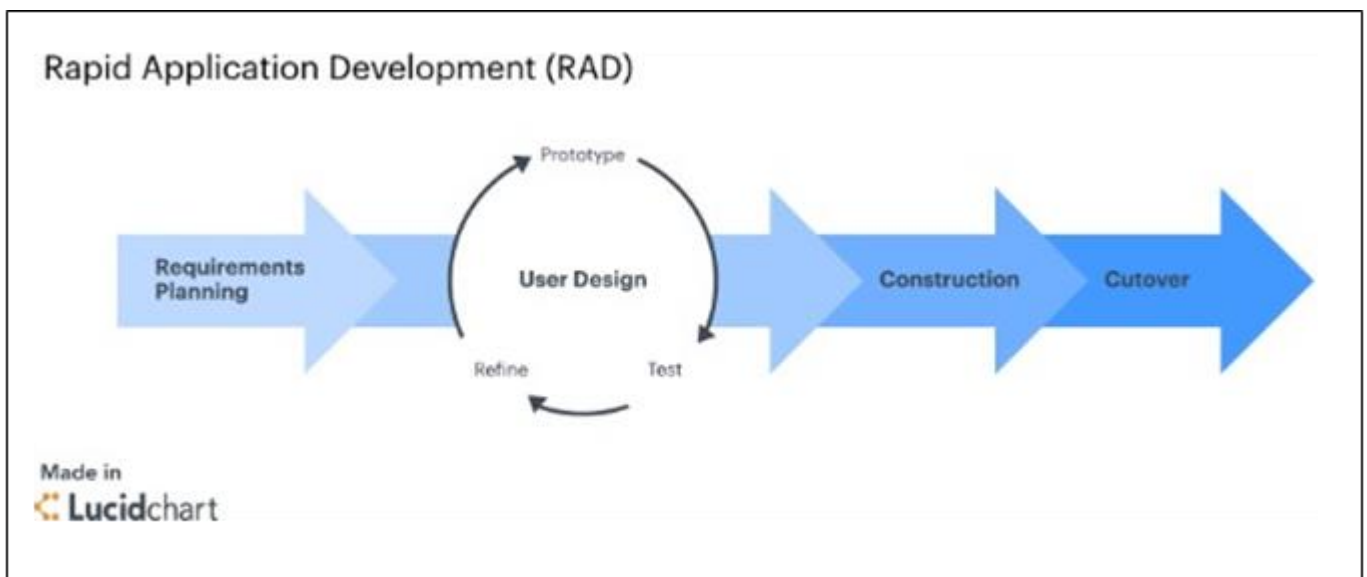 Rapid Application Development (RAD)
Prototype
Requirements
Planning
User Design
Construction
Cutover
Refine
Test
Made in
Lucidchart